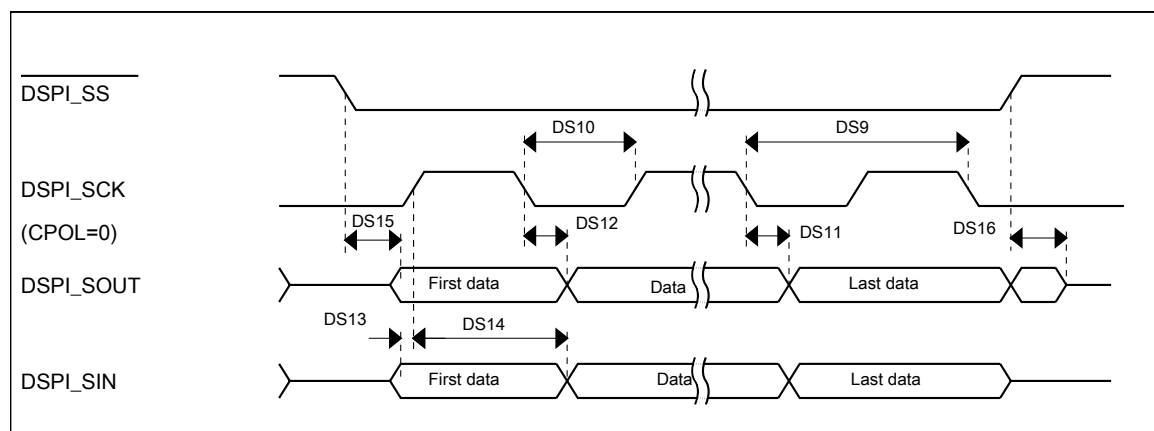 DSPI_SS
DS10
DS9
DSPI_SCK
(CPOL=0)
DS15
DS12
DS11
DS16
DSPI_SOUT
First data
Data
Last data
DS13
DS14
DSPI_SIN
First data
Data
Last data